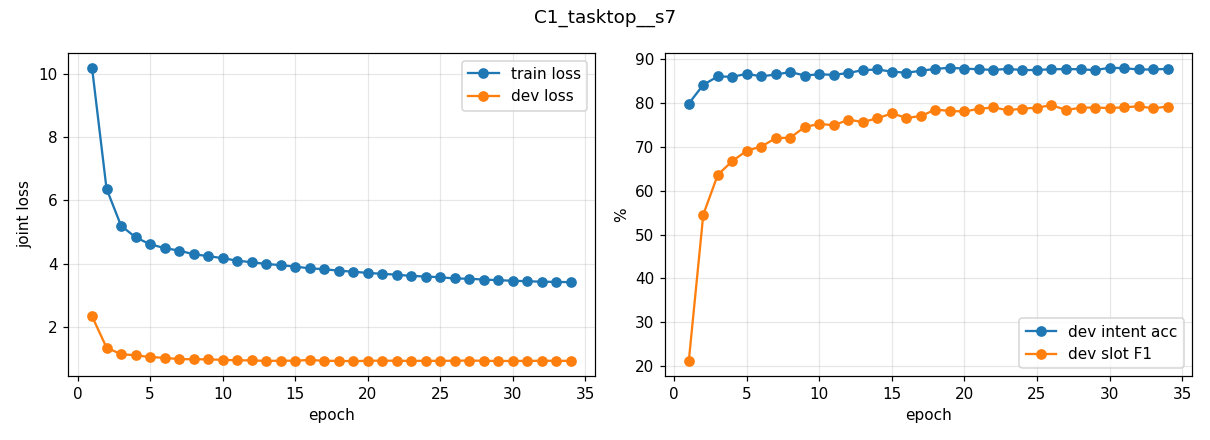 C1_tasktop__s7
joint loss
10
8
6
4
2
train loss
dev loss
0 5 10 15 20 25 30 35
epoch
%
90
80
70
60
50
40
30
20
dev intent acc
dev slot F1
0 5 10 15 20 25 30 35
epoch